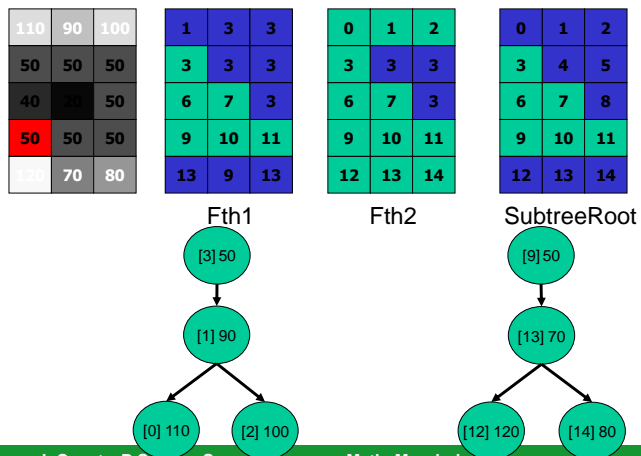 110 90 100 1 3 3 0 1 2 0 1 2
50 50 50 3 3 3 3 3 3 3 4 5
40 20 50 6 7 3 6 7 3 6 7 8
50 50 50 9 10 11 9 10 11 9 10 11
120 70 80 13 9 13 12 13 14 12 13 14
Fth1 Fth2 SubtreeRoot
[3] 50 [9] 50
[1] 90 [13] 70
[0] 110 [2] 100 [12] 120 [14] 80